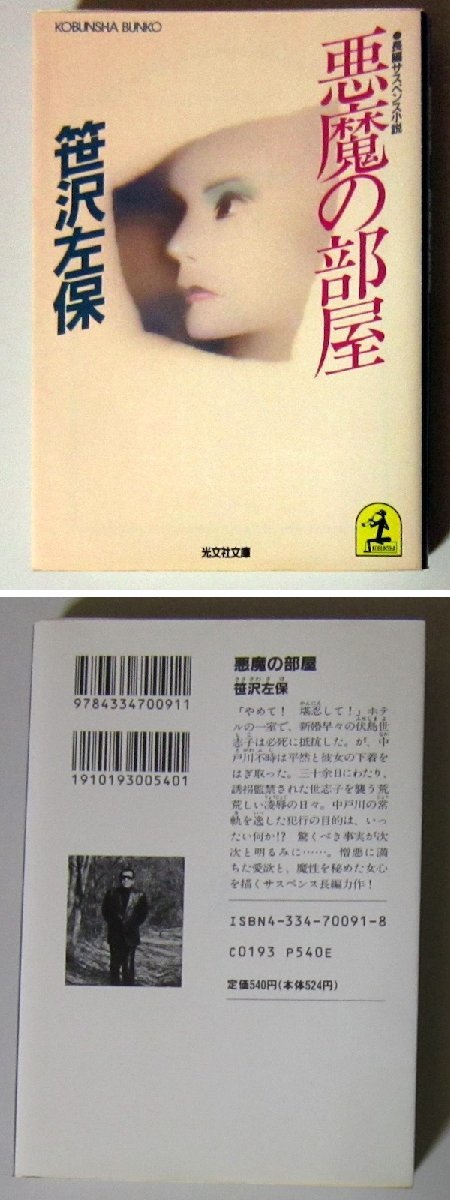 KOBUNSHA BUNKO
●長編サスペンス小説
悪魔の部屋
笹沢左保
光文社文庫
KOBUNSHA
9784334700911
1910193005401
悪魔の部屋
ささざわさほ
笹沢左保
「やめて! 堪忍して!」ホテ
ルの一室で、新婚早々の伏島世
志子は必死に抵抗した。が、中
戸川不時は平然と彼女の下着を
はぎ取った。三十余日にわたり、
誘拐監禁された世志子を襲う荒
荒しい凌辱の日々。中戸川の常
軌を逸した犯行の目的は、いっ
たい何か!? 驚くべき事実が次
次と明るみに……。憎悪に満
ちた愛欲と、魔性を秘めた女心
を描くサスペンス長編力作!
ISBN4-334-70091-8
C0193 P540E
定価540円(本体524円)